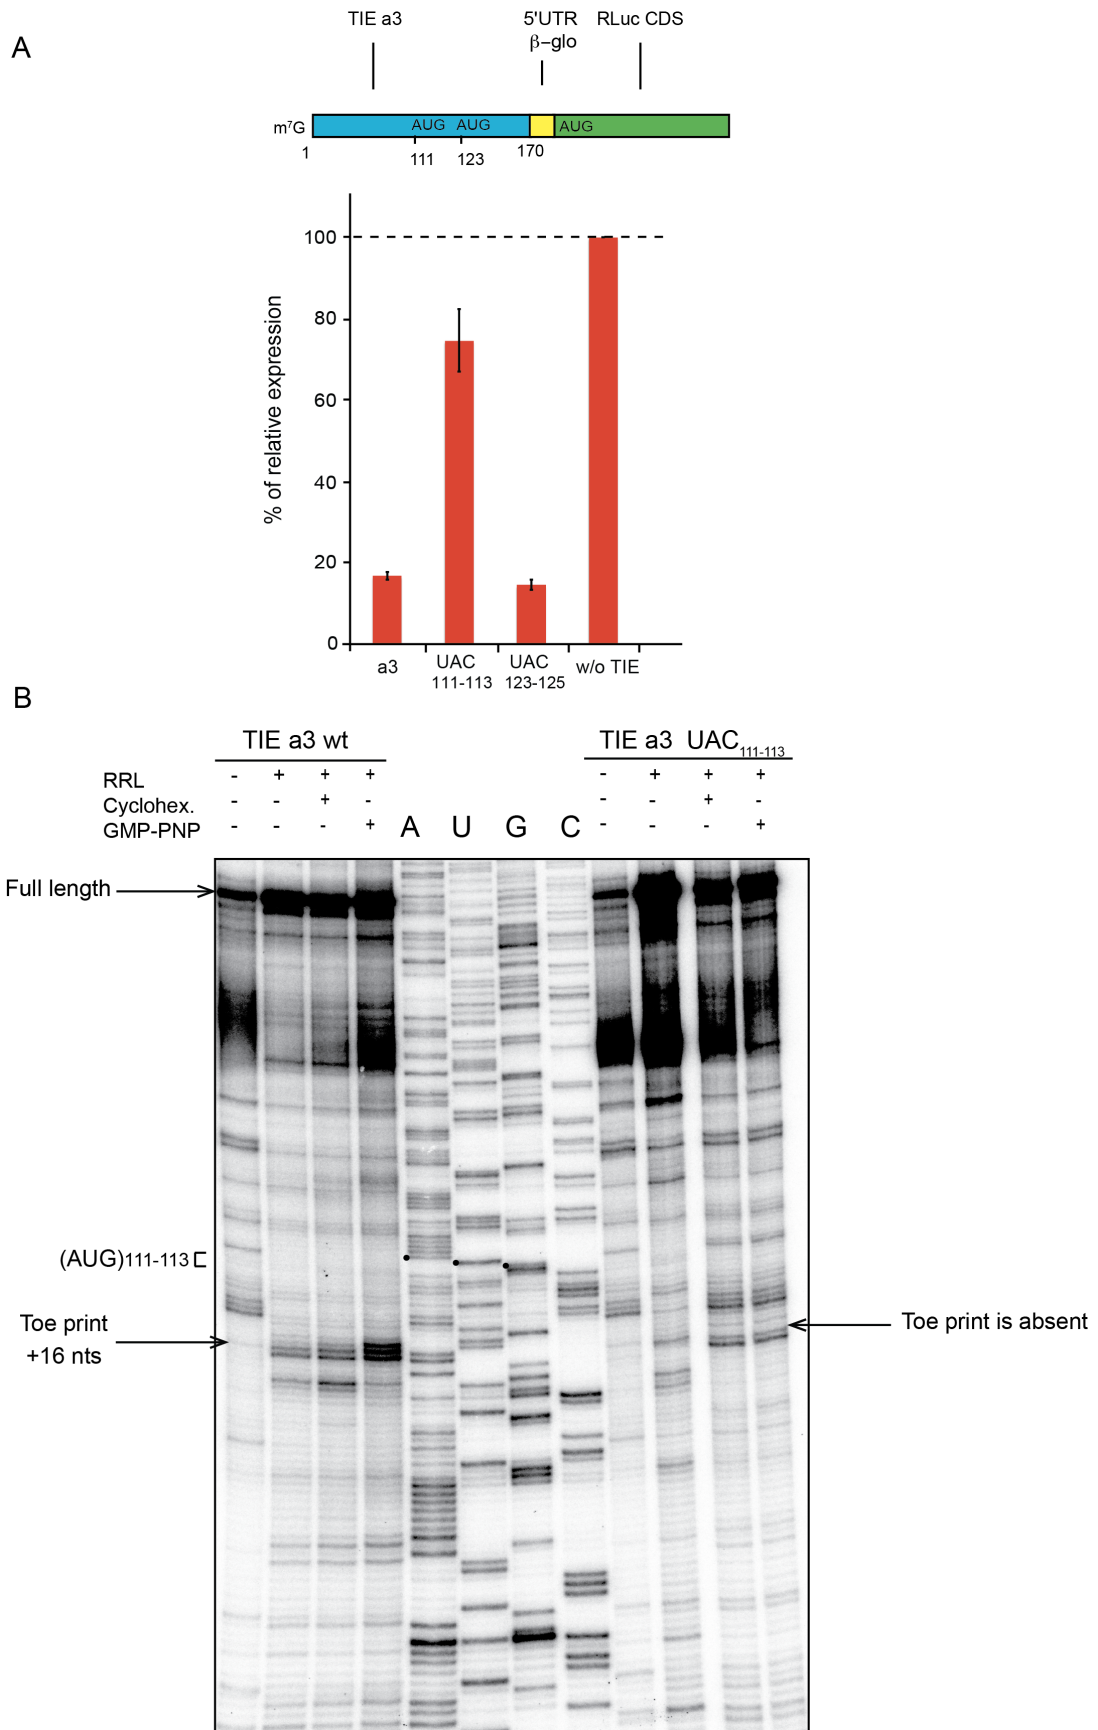 A
TIE a3
5'UTR
β–glo
RLuc CDS
m⁷G
AUG AUG
AUG
1
111
123
170
% of relative expression
100
80
60
40
20
0
a3
UAC
111-113
UAC
123-125
w/o TIE
B
TIE a3 wt
TIE a3 UAC111-113
RRL - + + + - + + +
Cyclohex. - - + - - - + -
GMP-PNP - - - + - - - +
A U G C
Full length
(AUG)111-113
Toe print
+16 nts
Toe print is absent